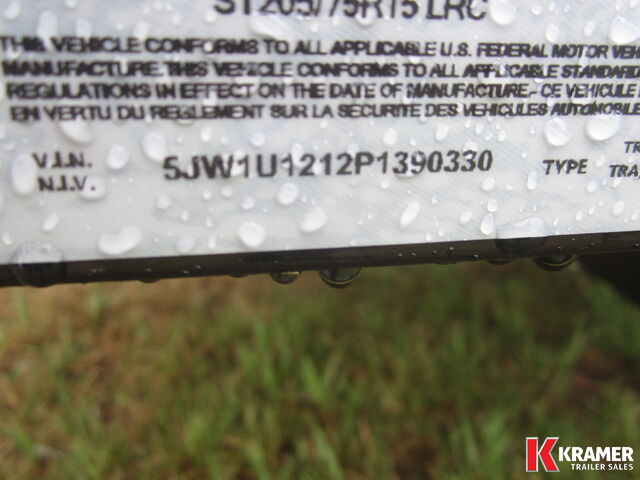 ST205/75R15 LRC
THIS VEHICLE CONFORMS TO ALL APPLICABLE U.S. FEDERAL MOTOR VEH
MANUFACTURE. THIS VEHICLE CONFORMS TO ALL APPLICABLE STANDARD
REGULATIONS IN EFFECT ON THE DATE OF MANUFACTURE.- CE VEHICULE
EN VERTU DU REGLEMENT SUR LA SECURITE DES VEHICULES AUTOMOBILE
V.I.N. 5JW1U1212P1390330 TYPE TR
N.I.V. TRA
KRAMER
TRAILER SALES